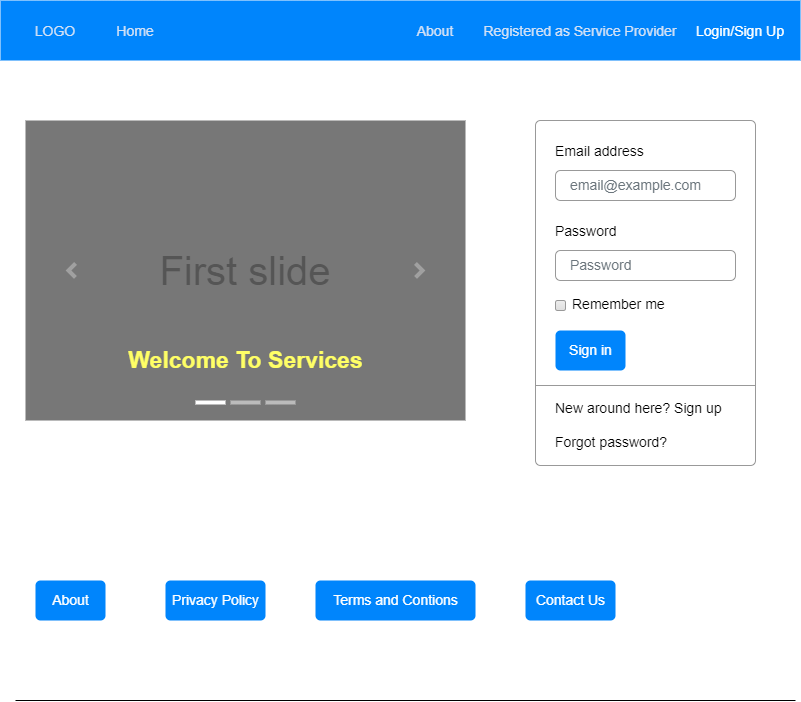 LOGO Home About Registered as Service Provider Login/Sign Up
First slide
Welcome To Services
Email address
email@example.com
Password
Password
Remember me
Sign in
New around here? Sign up
Forgot password?
About Privacy Policy Terms and Contions Contact Us